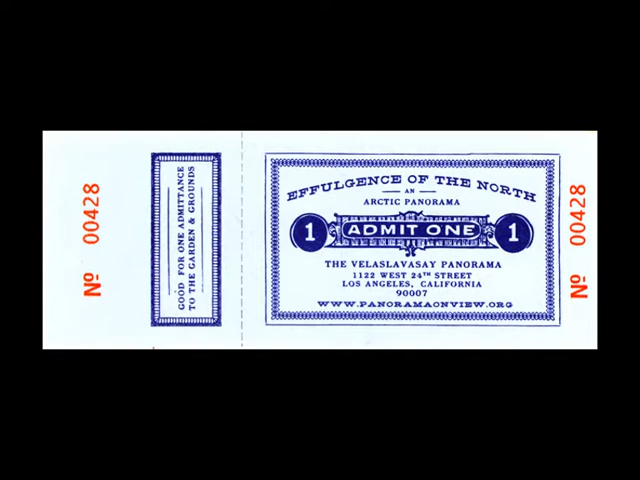 Nº 00428
GOOD FOR ONE ADMITTANCE
TO THE GARDEN & GROUNDS
EFFULGENCE OF THE NORTH
AN
ARCTIC PANORAMA
1 ADMIT ONE 1
THE VELASLAVASAY PANORAMA
1122 WEST 24TH STREET
LOS ANGELES, CALIFORNIA
90007
WWW.PANORAMAONVIEW.ORG
Nº 00428